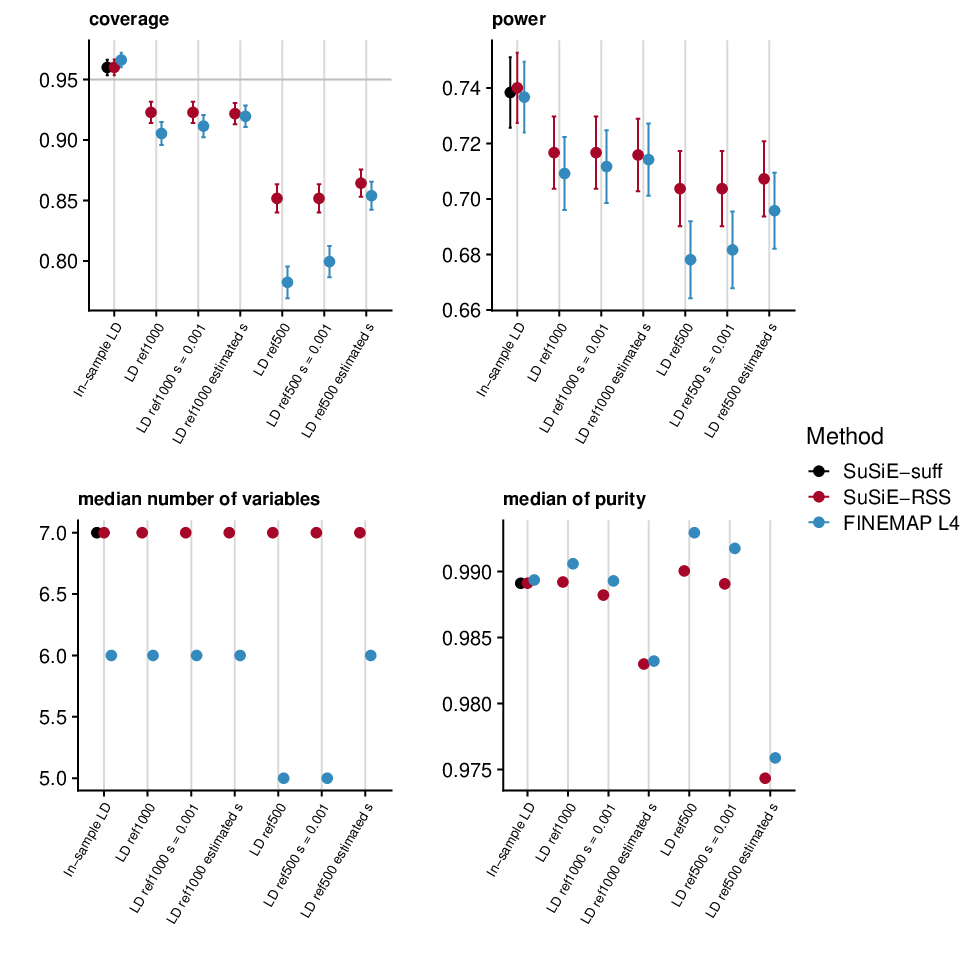 coverage
0.95
0.90
0.85
0.80
In−sample LD
LD ref1000
LD ref1000 s = 0.001
LD ref1000 estimated s
LD ref500
LD ref500 s = 0.001
LD ref500 estimated s
power
0.74
0.72
0.70
0.68
0.66
In−sample LD
LD ref1000
LD ref1000 s = 0.001
LD ref1000 estimated s
LD ref500
LD ref500 s = 0.001
LD ref500 estimated s
median number of variables
7.0
6.5
6.0
5.5
5.0
In−sample LD
LD ref1000
LD ref1000 s = 0.001
LD ref1000 estimated s
LD ref500
LD ref500 s = 0.001
LD ref500 estimated s
median of purity
0.990
0.985
0.980
0.975
In−sample LD
LD ref1000
LD ref1000 s = 0.001
LD ref1000 estimated s
LD ref500
LD ref500 s = 0.001
LD ref500 estimated s
Method
SuSiE−suff
SuSiE−RSS
FINEMAP L4